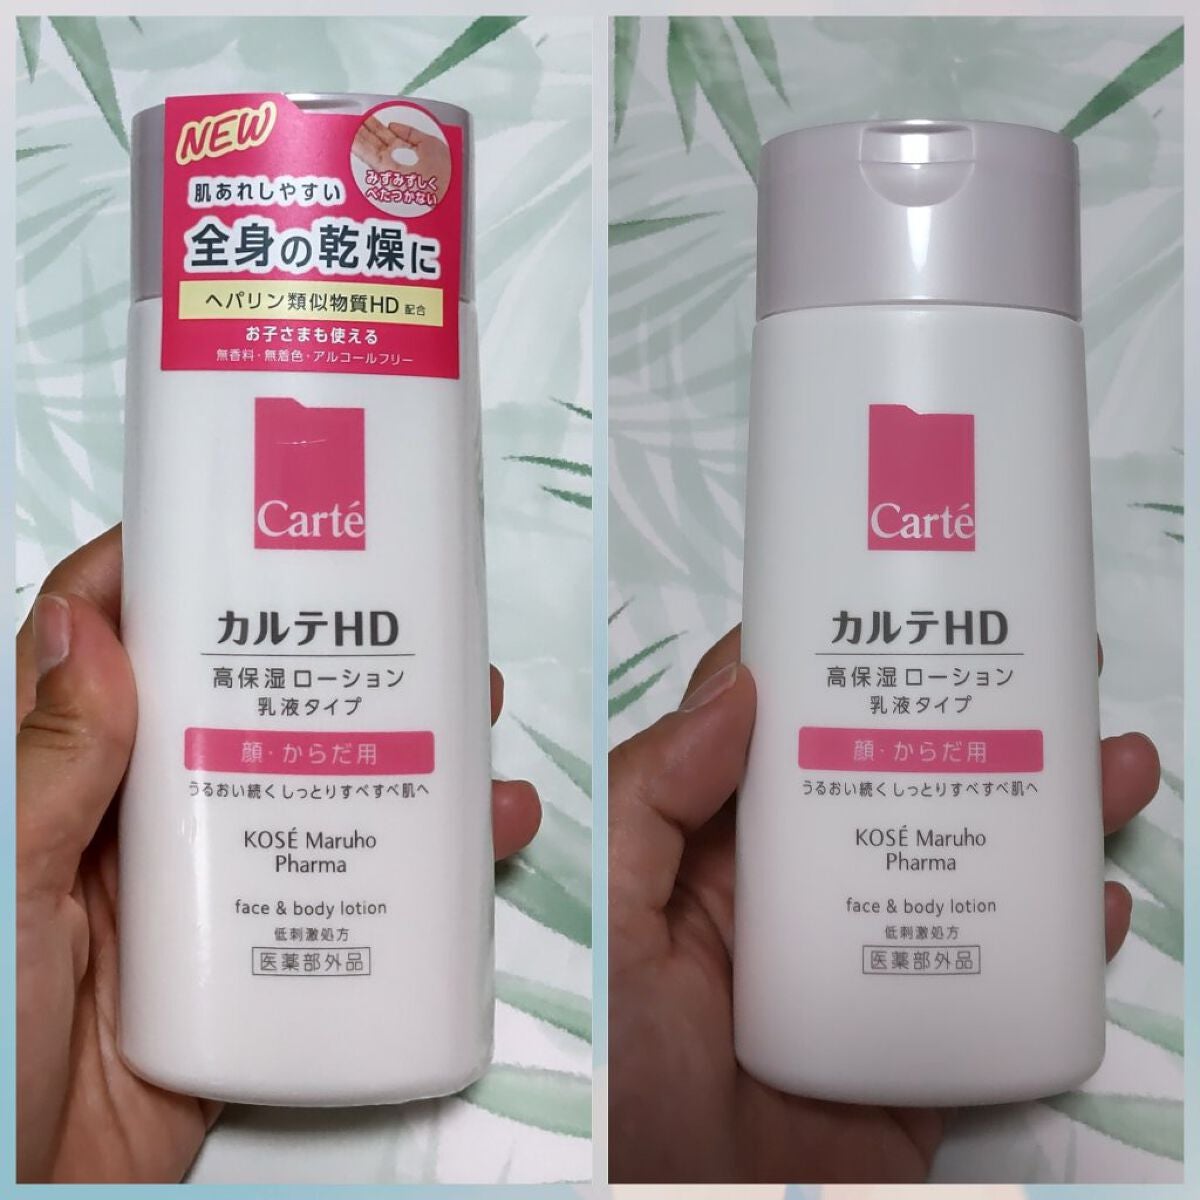 NEW
みずみずしく
べたつかない
肌あれしやすい
全身の乾燥に
ヘパリン類似物質HD 配合
お子さまも使える
無香料・無着色・アルコールフリー
Carté
カルテHD
高保湿ローション
乳液タイプ
顔・からだ用
うるおい続くしっとりすべすべ肌へ
KOSÉ Maruho
Pharma
face & body lotion
低刺激処方
医薬部外品
Carté
カルテHD
高保湿ローション
乳液タイプ
顔・からだ用
うるおい続くしっとりすべすべ肌へ
KOSÉ Maruho
Pharma
face & body lotion
低刺激処方
医薬部外品